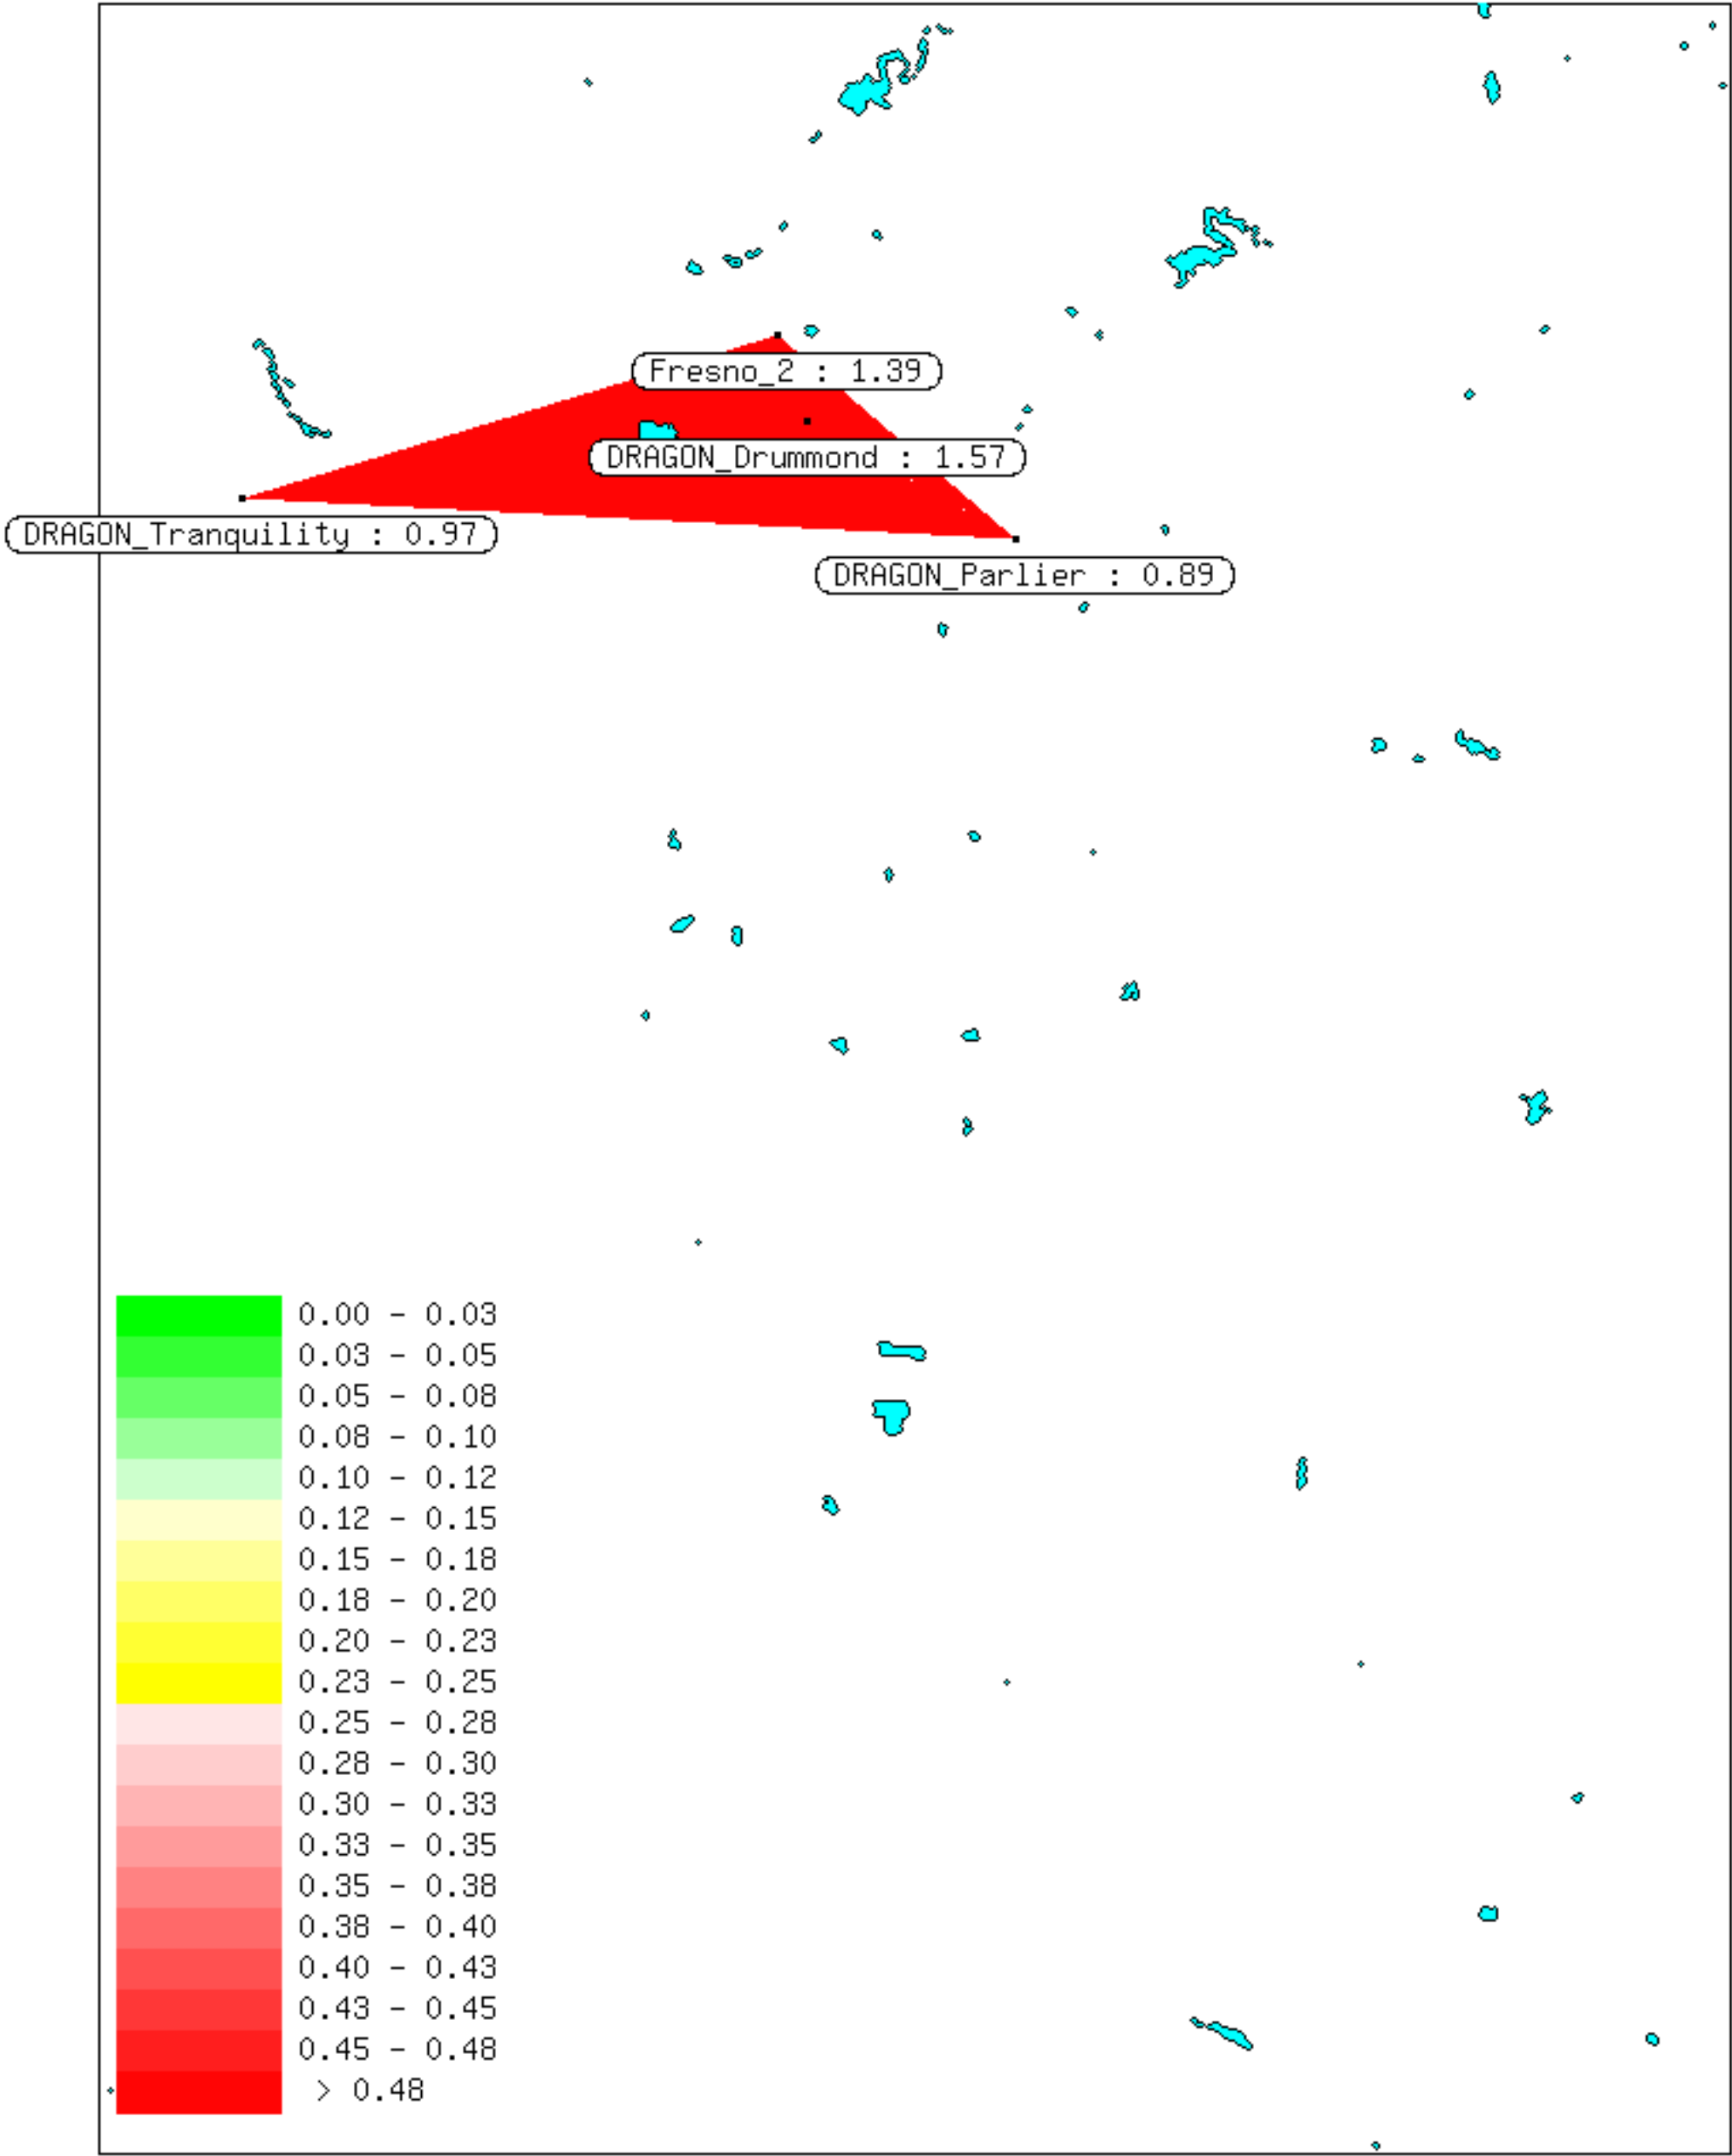 Fresno_2 : 1.39
DRAGON_Drummond : 1.57
DRAGON_Tranquility : 0.97
DRAGON_Parlier : 0.89
0.00 - 0.03
0.03 - 0.05
0.05 - 0.08
0.08 - 0.10
0.10 - 0.12
0.12 - 0.15
0.15 - 0.18
0.18 - 0.20
0.20 - 0.23
0.23 - 0.25
0.25 - 0.28
0.28 - 0.30
0.30 - 0.33
0.33 - 0.35
0.35 - 0.38
0.38 - 0.40
0.40 - 0.43
0.43 - 0.45
0.45 - 0.48
> 0.48